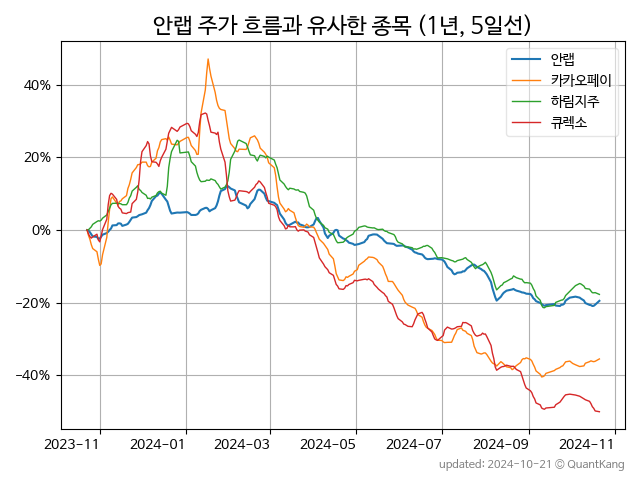 안랩 주가 흐름과 유사한 종목 (1년, 5일선)
안랩
카카오페이
하림지주
큐렉소
40%
20%
0%
−20%
−40%
2023-11 2024-01 2024-03 2024-05 2024-07 2024-09 2024-11
updated: 2024-10-21 © QuantKang